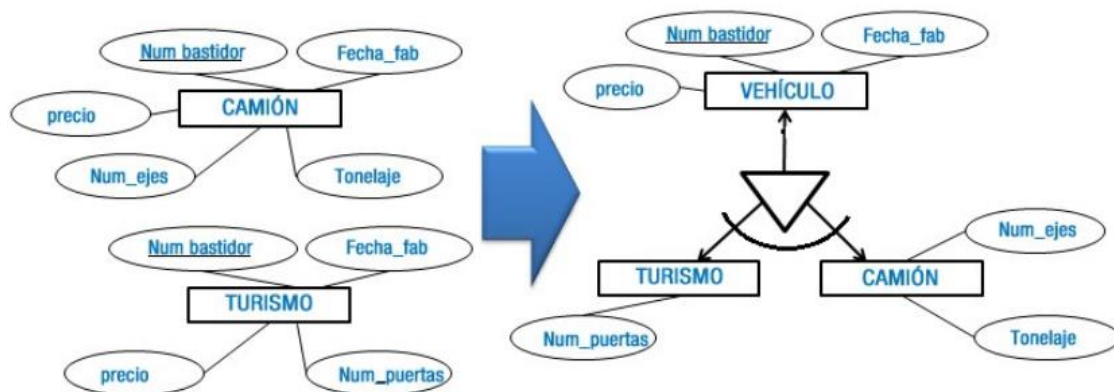 Num bastidor
Fecha_fab
CAMIÓN
precio
Num_ejes
Tonelaje
Num bastidor
Fecha_fab
TURISMO
precio
Num_puertas
Num bastidor
Fecha_fab
precio
VEHÍCULO
Num_ejes
TURISMO
CAMIÓN
Num_puertas
Tonelaje